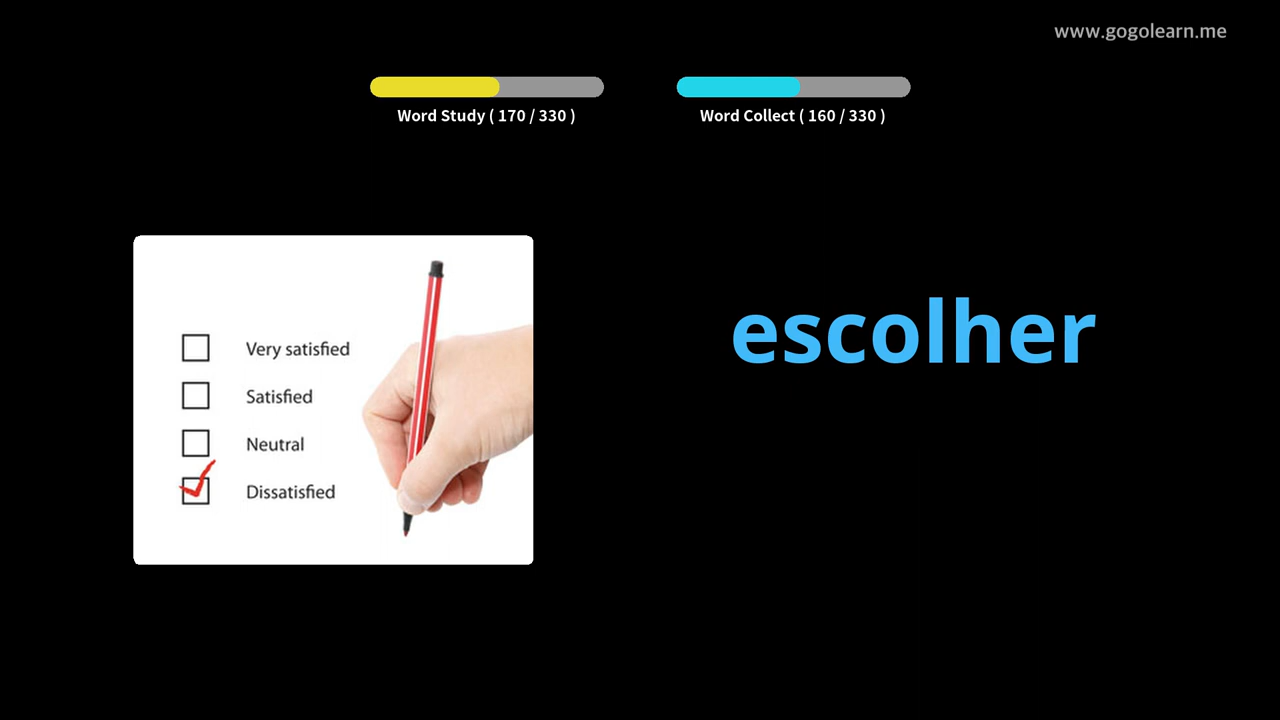 www.gogolearn.me
Word Study ( 170 / 330 )
Word Collect ( 160 / 330 )
Very satisfied
Satisfied
Neutral
Dissatisfied
escolher